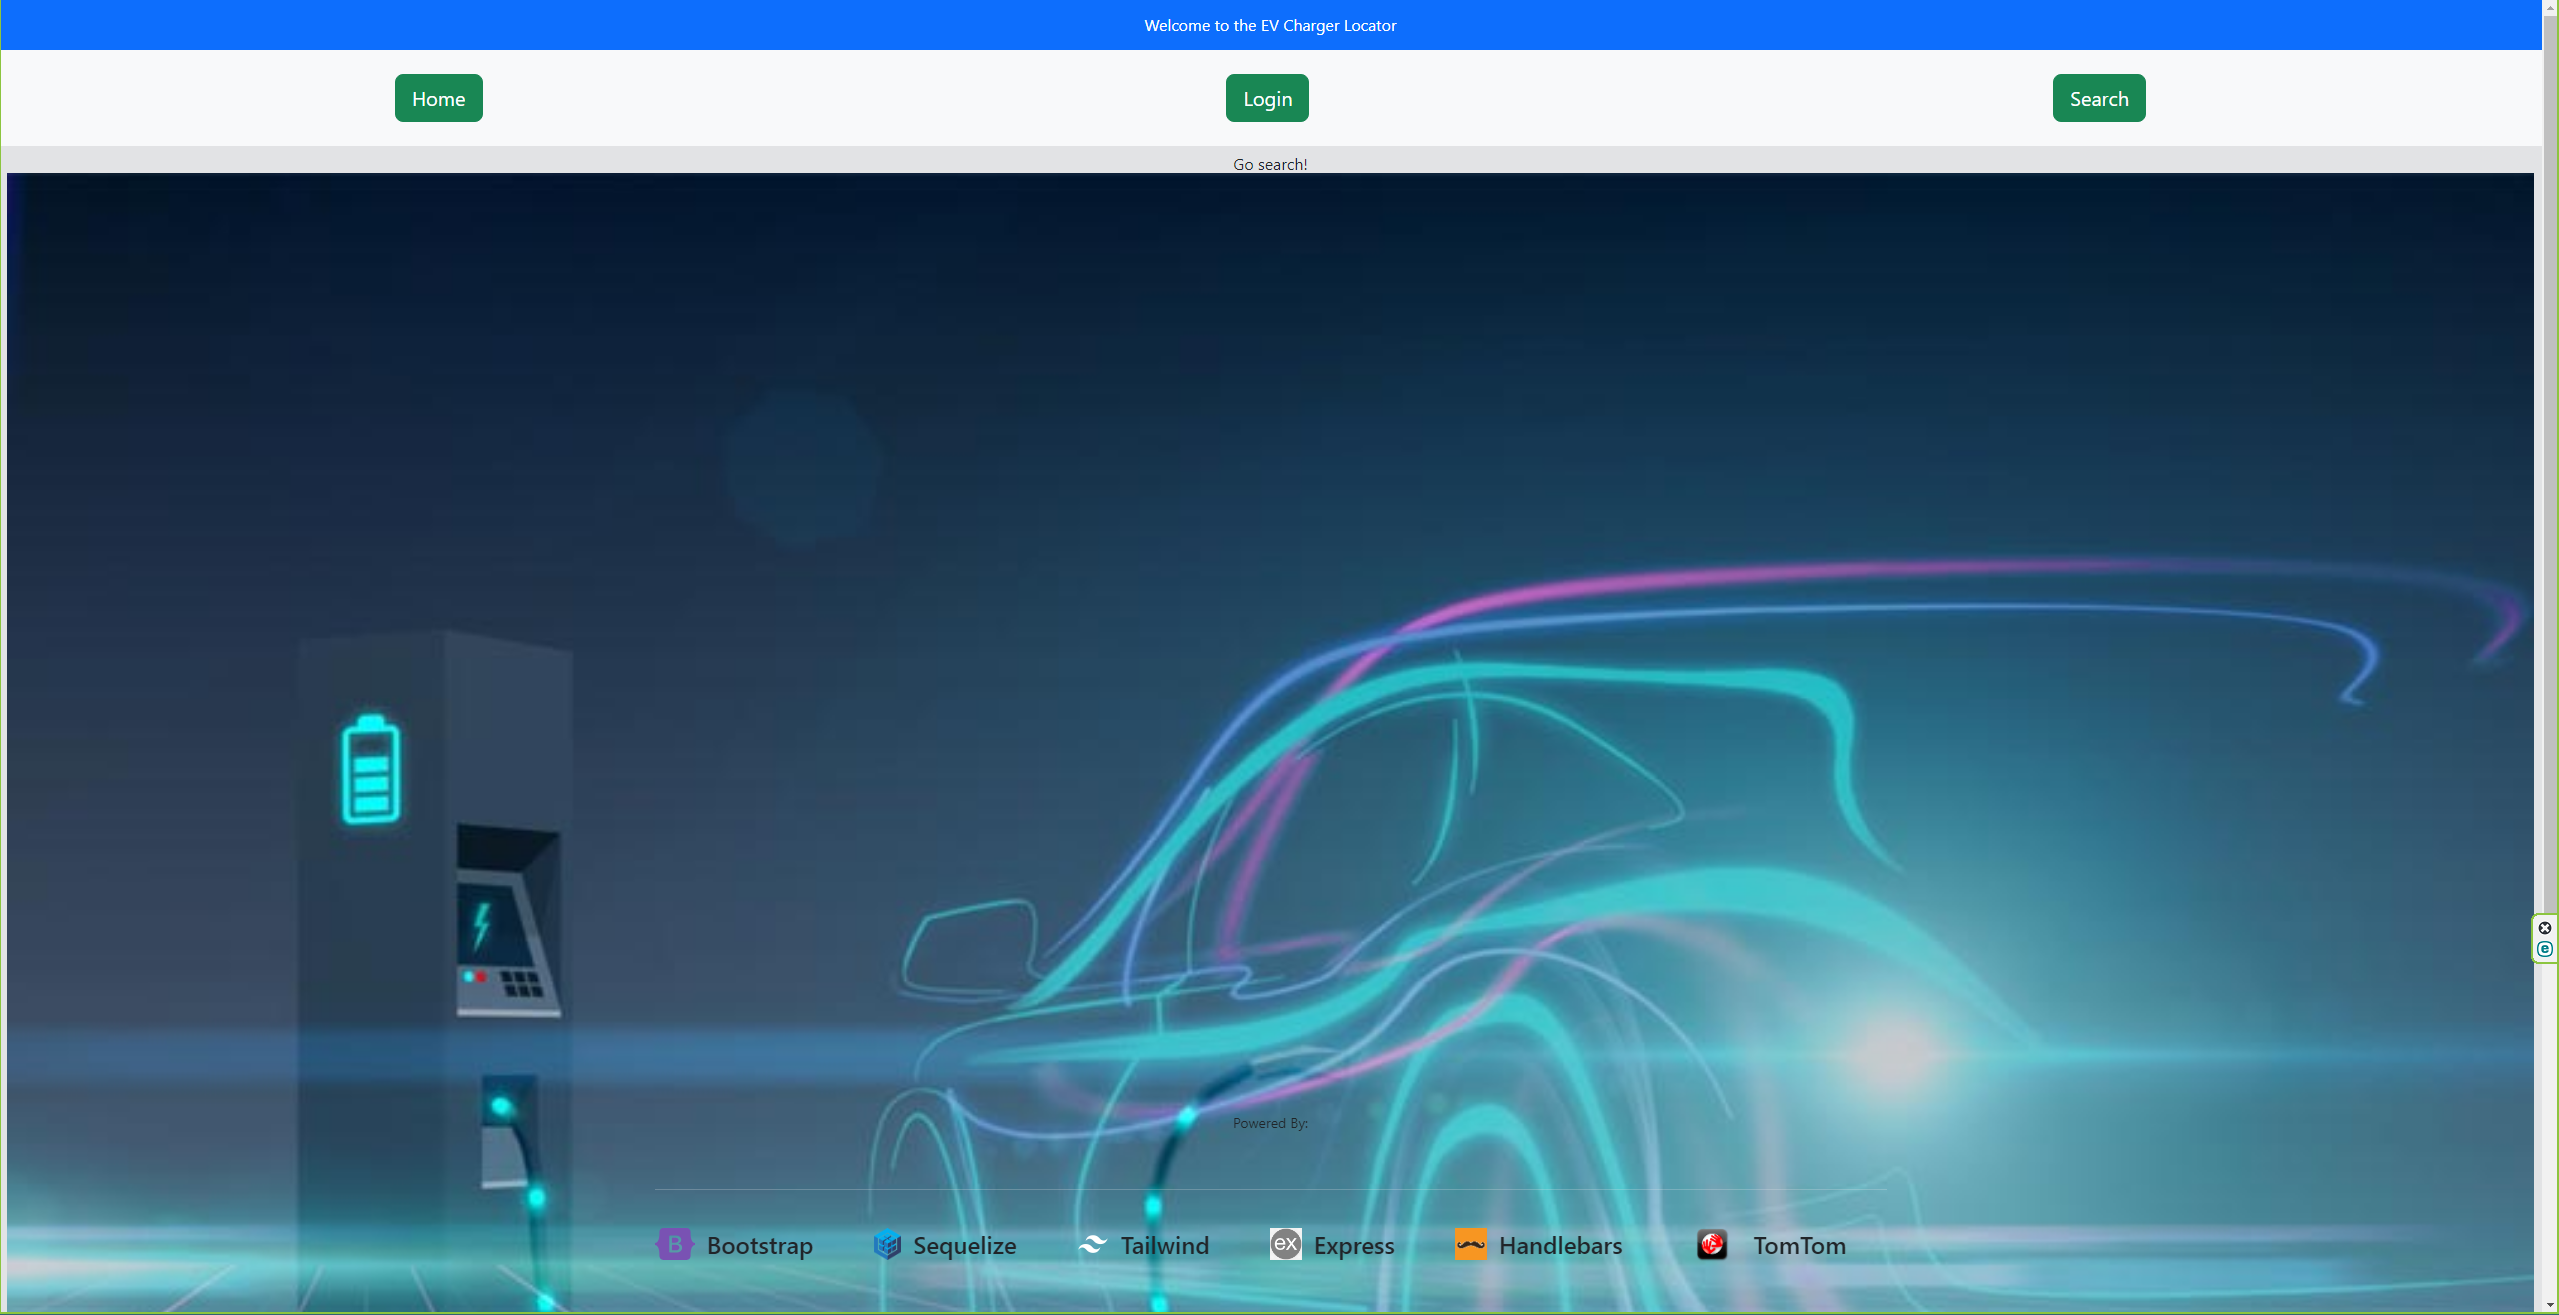 Welcome to the EV Charger Locator
Home Login Search
Go search!
Powered By:
B Bootstrap Sequelize Tailwind ex Express Handlebars TomTom
e